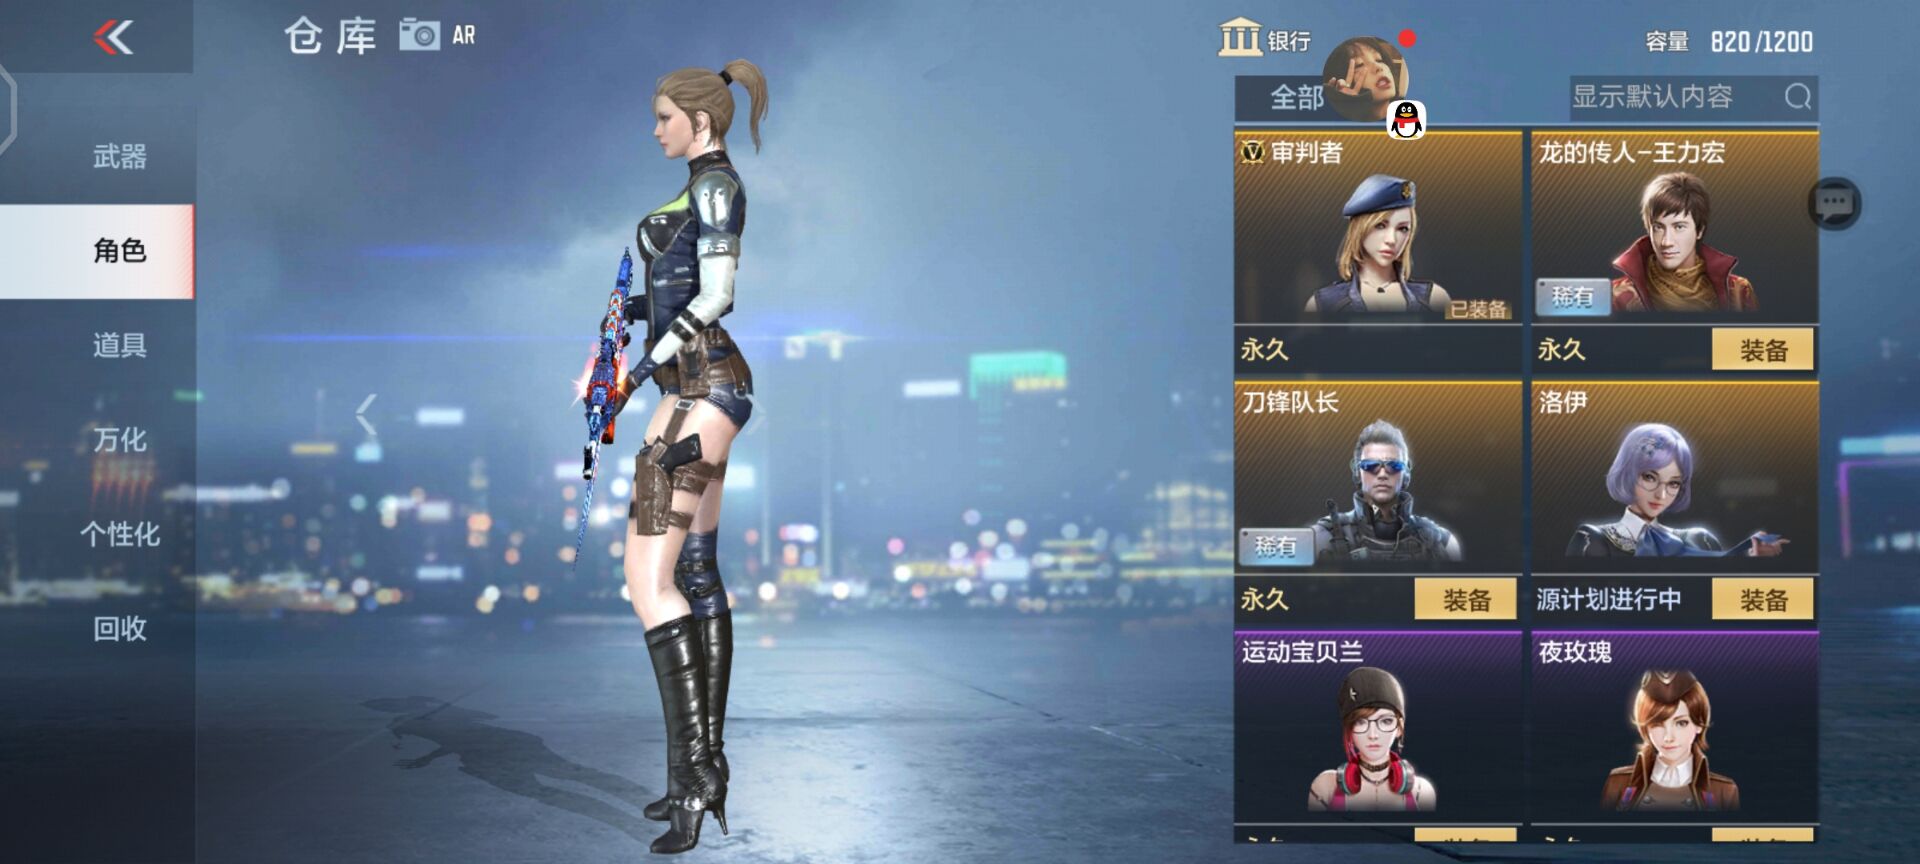 仓库
AR
银行
容量 820/1200
全部
显示默认内容
武器
角色
道具
万化
个性化
回收
审判者
已装备
永久
龙的传人-王力宏
稀有
永久
装备
刀锋队长
稀有
永久
装备
洛伊
源计划进行中
装备
运动宝贝兰
夜玫瑰